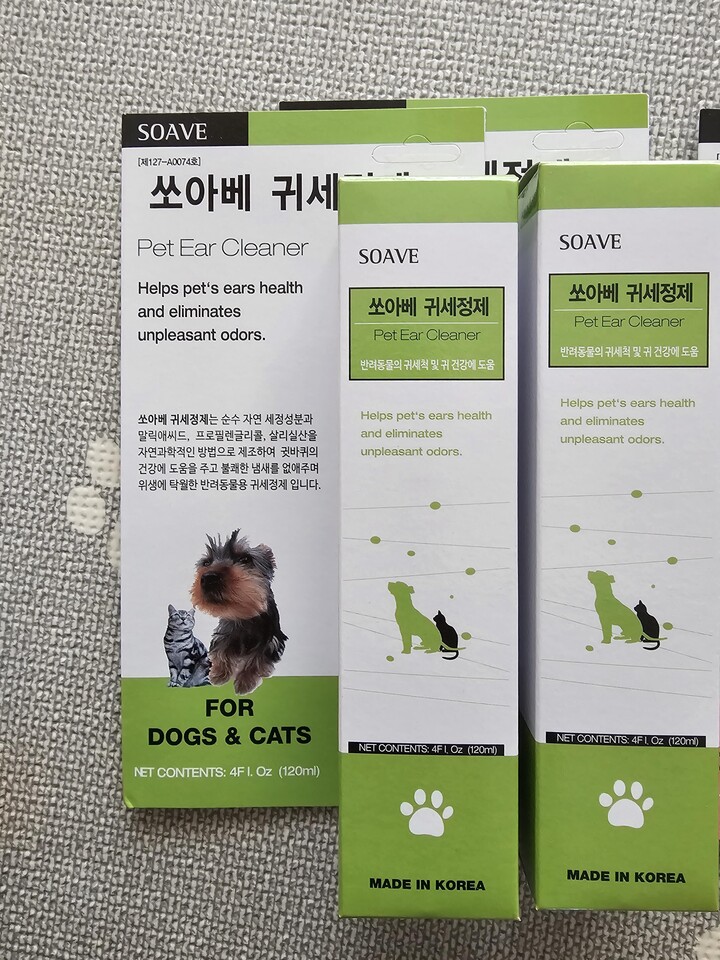 SOAVE
[제127-A0074호]
쏘아베 귀세정제
Pet Ear Cleaner
Helps pet's ears health
and eliminates
unpleasant odors.
쏘아베 귀세정제는 순수 자연 세정성분과
말릭애씨드, 프로필렌글리콜, 살리실산을
자연과학적인 방법으로 제조하여 귓바퀴의
건강에 도움을 주고 불쾌한 냄새를 없애주며
위생에 탁월한 반려동물용 귀세정제 입니다.
FOR
DOGS & CATS
NET CONTENTS: 4F l. Oz (120ml)
SOAVE
쏘아베 귀세정제
Pet Ear Cleaner
반려동물의 귀세척 및 귀 건강에 도움
Helps pet's ears health
and eliminates
unpleasant odors.
NET CONTENTS: 4F l. Oz (120ml)
MADE IN KOREA
SOAVE
쏘아베 귀세정제
Pet Ear Cleaner
반려동물의 귀세척 및 귀 건강에 도움
Helps pet's ears health
and eliminates
unpleasant odors.
NET CONTENTS: 4F l. Oz (120ml)
MADE IN KOREA